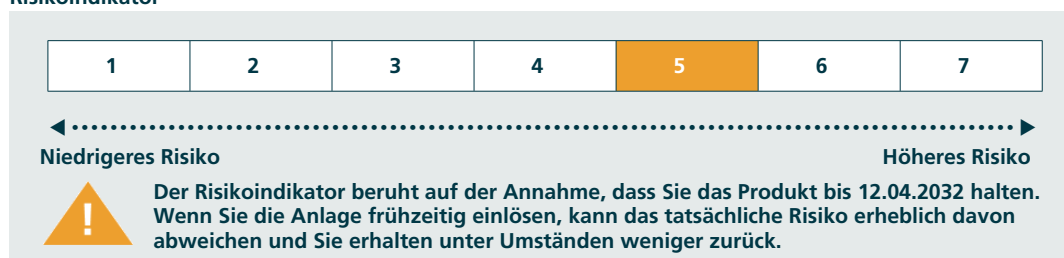 Risikoindikator
1 2 3 4 5 6 7
Niedrigeres Risiko Höheres Risiko
! Der Risikoindikator beruht auf der Annahme, dass Sie das Produkt bis 12.04.2032 halten.
Wenn Sie die Anlage frühzeitig einlösen, kann das tatsächliche Risiko erheblich davon
abweichen und Sie erhalten unter Umständen weniger zurück.